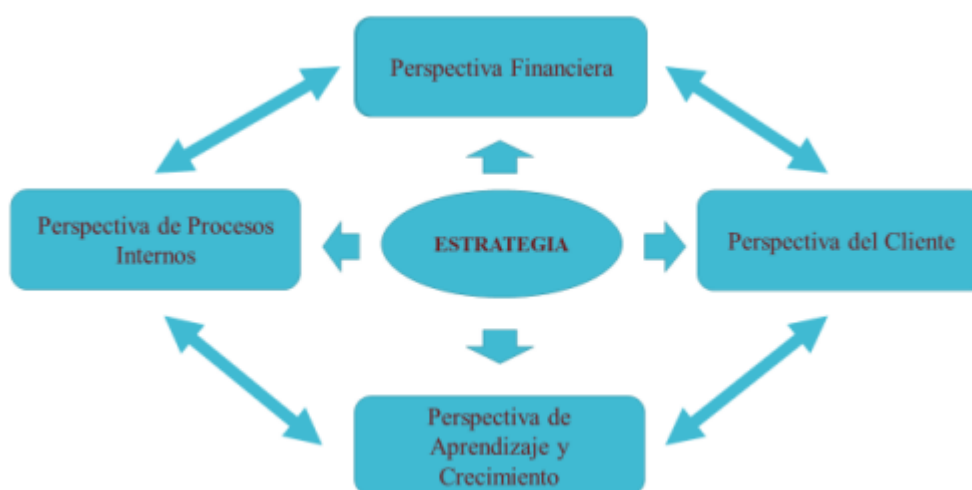 Perspectiva Financiera
Perspectiva de Procesos
Internos
ESTRATEGIA
Perspectiva del Cliente
Perspectiva de
Aprendizaje y
Crecimiento